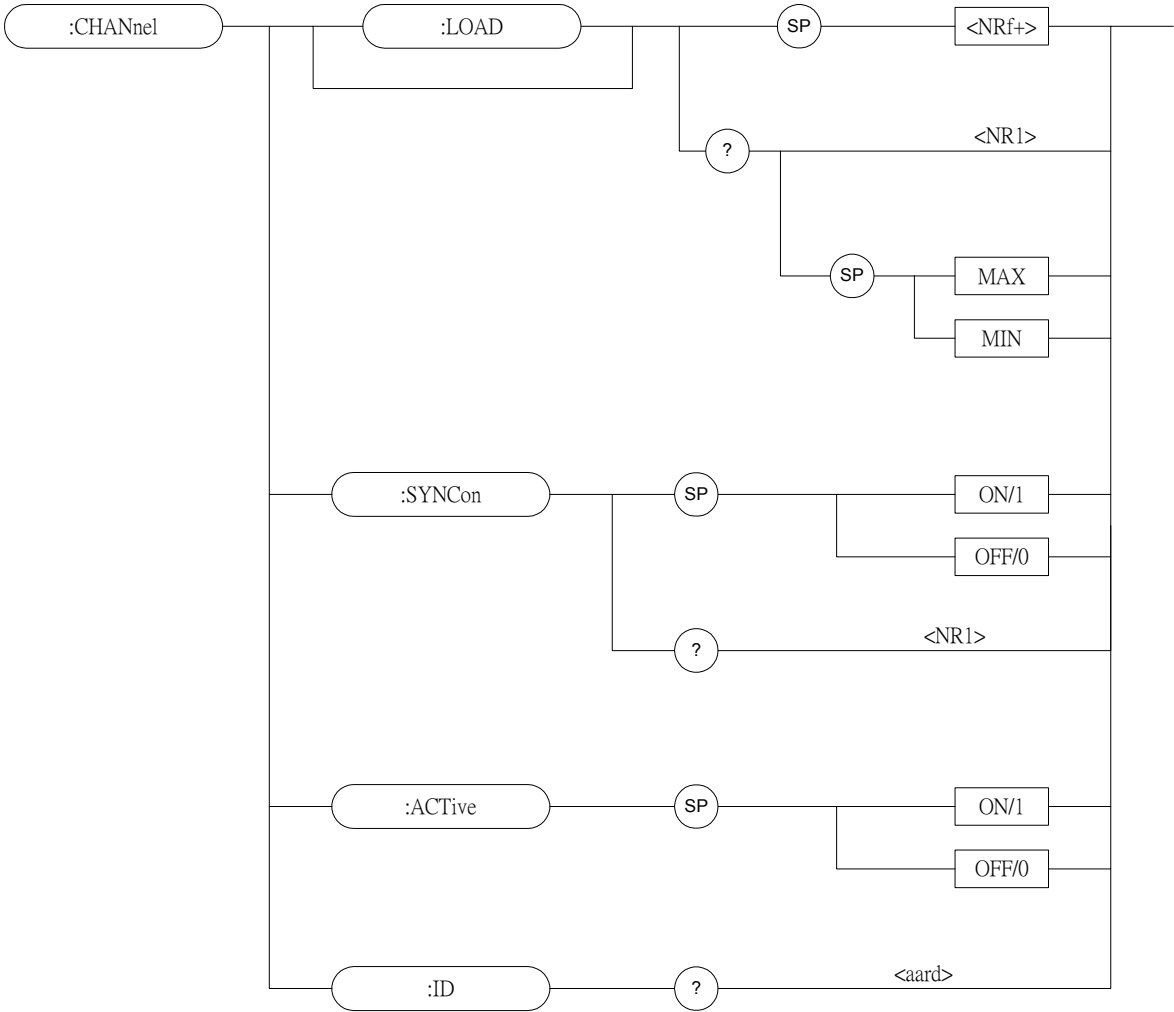 :CHANnel
:LOAD
SP
<NRf+>
?
<NR1>
SP
MAX
MIN
:SYNCon
SP
ON/1
OFF/0
?
<NR1>
:ACTive
SP
ON/1
OFF/0
:ID
?
<aard>